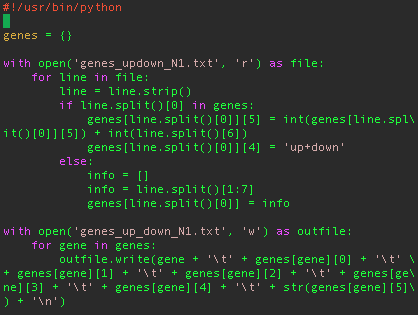 #!/usr/bin/python

genes = {}

with open('genes_updown_N1.txt', 'r') as file:
    for line in file:
        line = line.strip()
        if line.split()[0] in genes:
            genes[line.split()[0]][5] = int(genes[line.spl\
it()[0]][5]) + int(line.split()[6])
            genes[line.split()[0]][4] = 'up+down'
        else:
            info = []
            info = line.split()[1:7]
            genes[line.split()[0]] = info

with open('genes_up_down_N1.txt', 'w') as outfile:
    for gene in genes:
        outfile.write(gene + '\t' + genes[gene][0] + '\t' \
+ genes[gene][1] + '\t' + genes[gene][2] + '\t' + genes[ge\
ne][3] + '\t' + genes[gene][4] + '\t' + str(genes[gene][5]\
) + '\n')